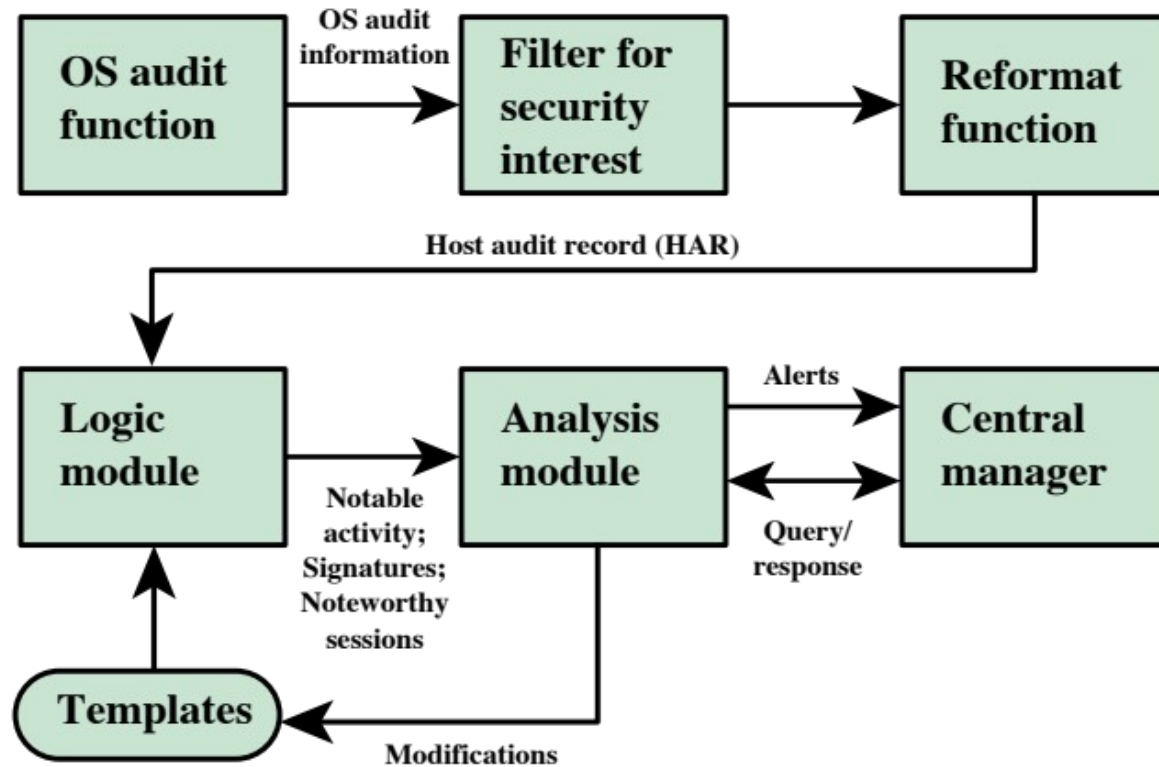 OS audit
function
OS audit
information
Filter for
security
interest
Reformat
function
Host audit record (HAR)
Logic
module
Notable
activity;
Signatures;
Noteworthy
sessions
Analysis
module
Alerts
Query/
response
Central
manager
Templates
Modifications